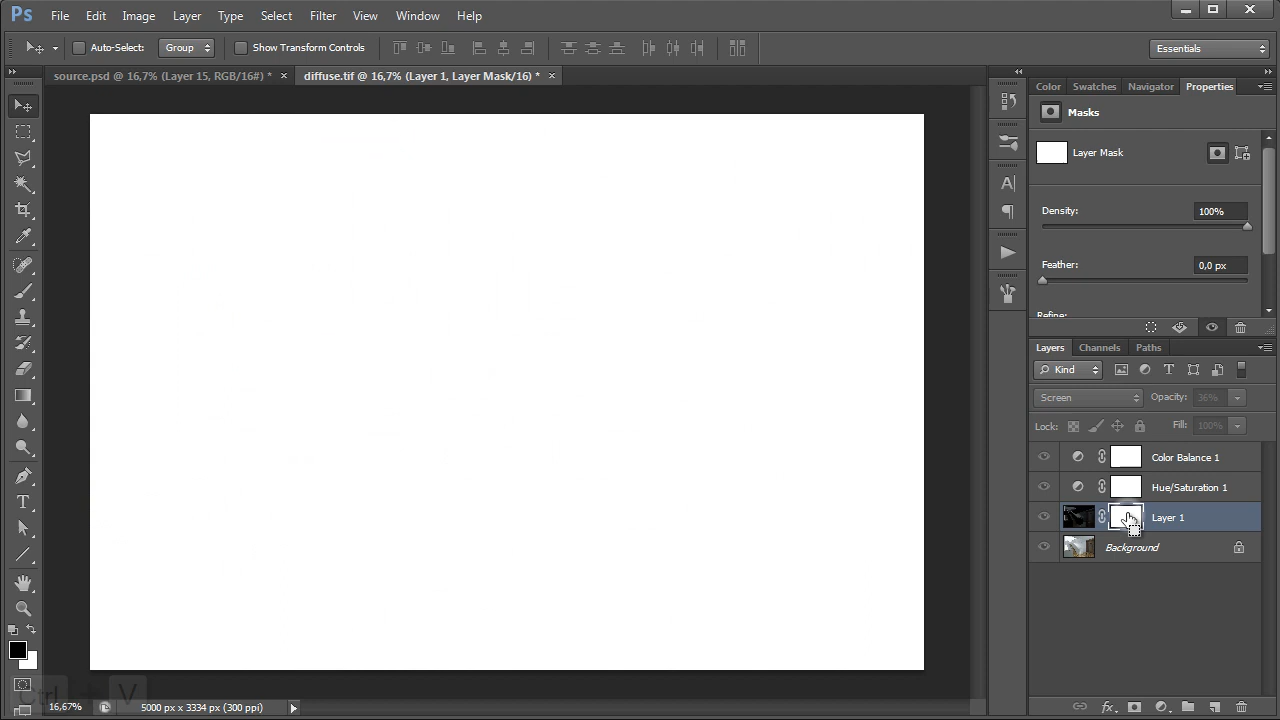 Ps File Edit Image Layer Type Select Filter View Window Help
Auto-Select: Group Show Transform Controls Essentials
source.psd @ 16,7% (Layer 15, RGB/16#) * diffuse.tif @ 16,7% (Layer 1, Layer Mask/16) *
Color Swatches Navigator Properties
Masks
Layer Mask
Density: 100%
Feather: 0,0 px
Refine:
Layers Channels Paths
Kind
Screen Opacity: 36%
Lock: Fill: 100%
Color Balance 1
Hue/Saturation 1
Layer 1
Background
Ctrl + V
16,67% 5000 px x 3334 px (300 ppi)